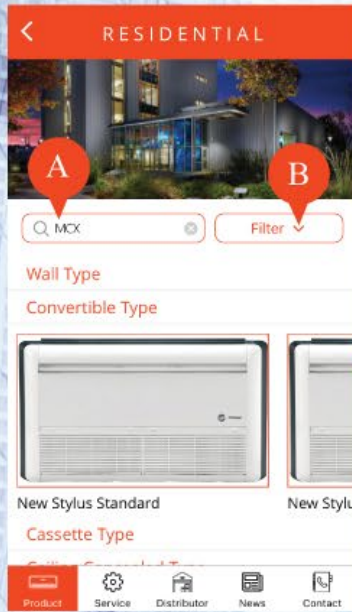 RESIDENTIAL
A
B
MCX
Filter
Wall Type
Convertible Type
New Stylus Standard
New Stylu
Cassette Type
Product Service Distributor News Contact